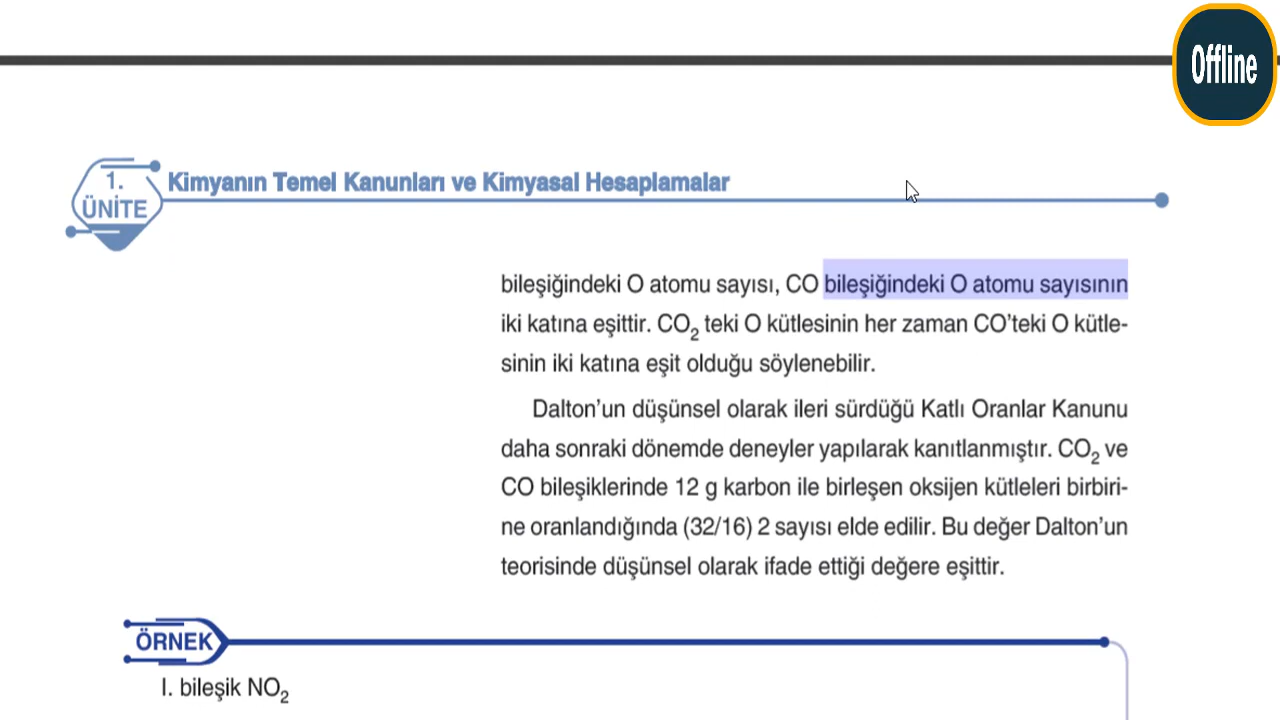 Offline
1.
ÜNİTE
Kimyanın Temel Kanunları ve Kimyasal Hesaplamalar
bileşiğindeki O atomu sayısı, CO bileşiğindeki O atomu sayısının
iki katına eşittir. CO₂ teki O kütlesinin her zaman CO’teki O kütle-
sinin iki katına eşit olduğu söylenebilir.
Dalton’un düşünsel olarak ileri sürdüğü Katlı Oranlar Kanunu
daha sonraki dönemde deneyler yapılarak kanıtlanmıştır. CO₂ ve
CO bileşiklerinde 12 g karbon ile birleşen oksijen kütleleri birbiri-
ne oranlandığında (32/16) 2 sayısı elde edilir. Bu değer Dalton’un
teorisinde düşünsel olarak ifade ettiği değere eşittir.
ÖRNEK
I. bileşik NO₂